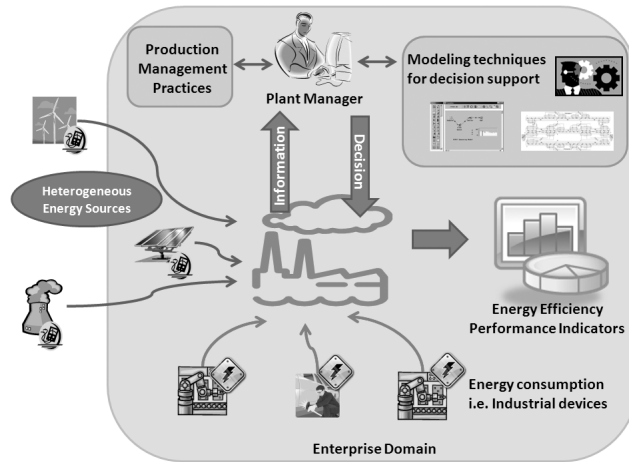 Production
Management
Practices
Plant Manager
Modeling techniques
for decision support
Heterogeneous
Energy Sources
Information
Decision
Energy Efficiency
Performance Indicators
Energy consumption
i.e. Industrial devices
Enterprise Domain